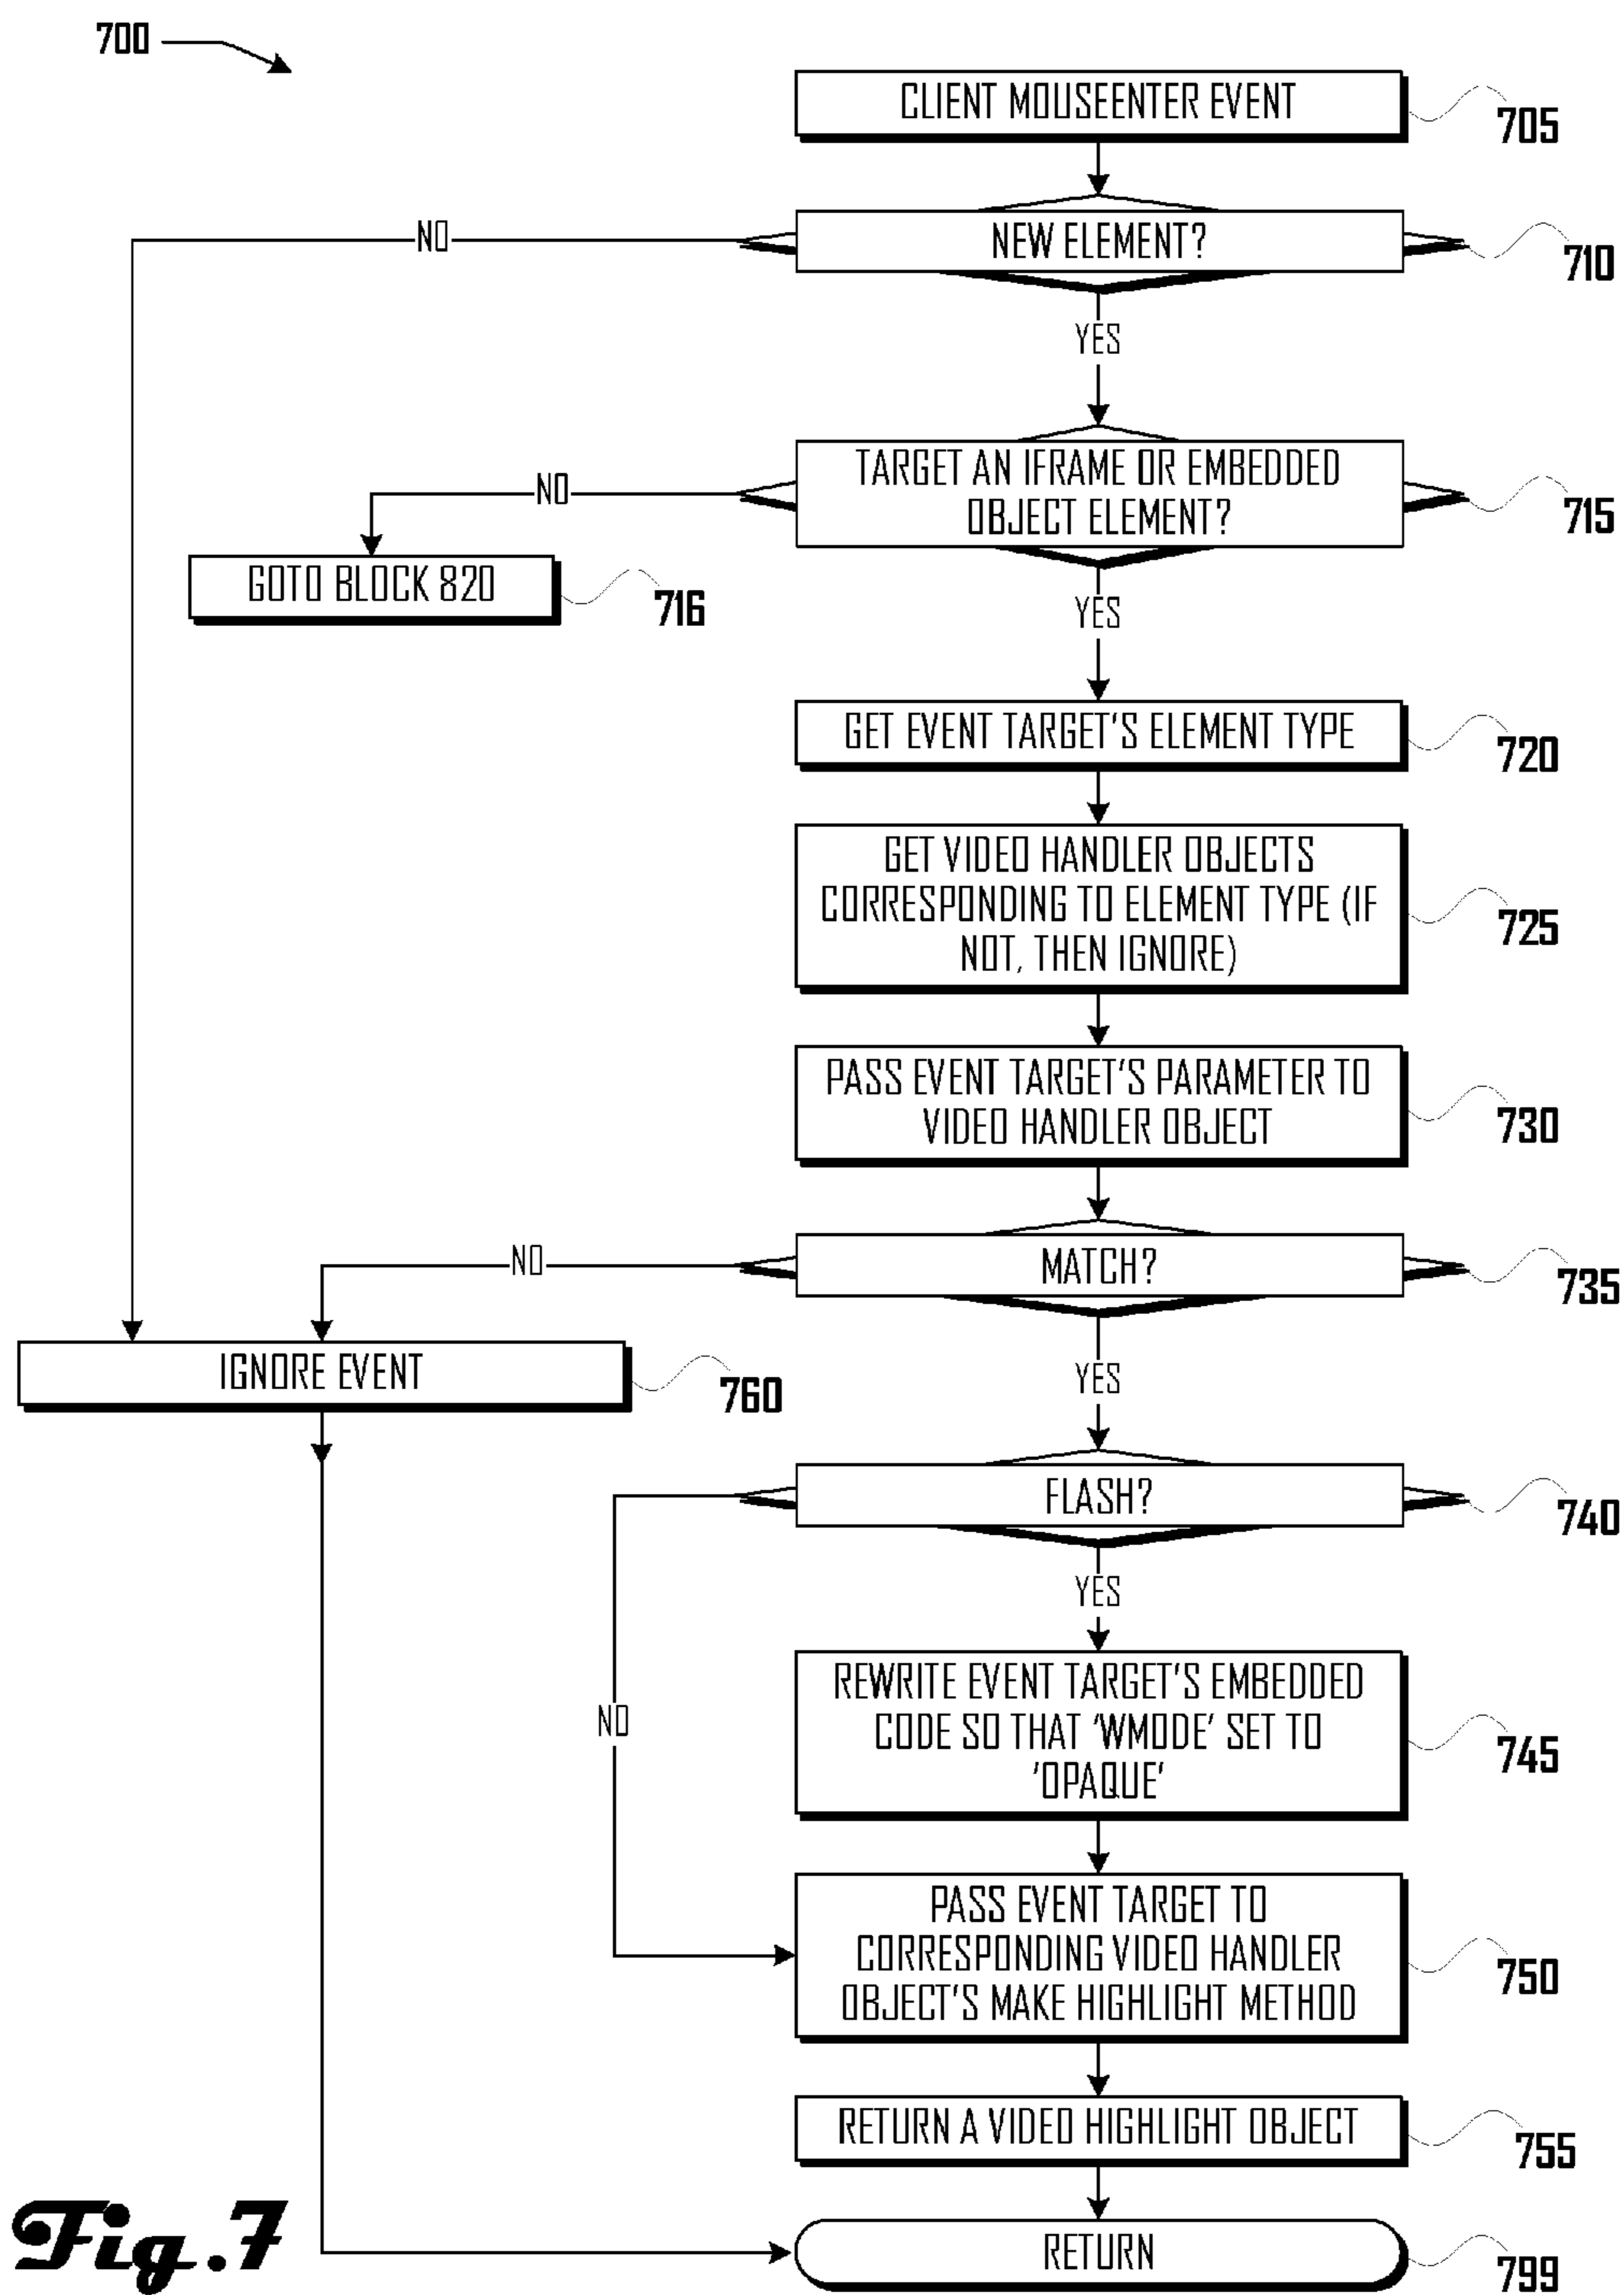 700
CLIENT MOUSEENTER EVENT
705
NO
NEW ELEMENT?
710
YES
TARGET AN IFRAME OR EMBEDDED
OBJECT ELEMENT?
715
NO
GOTO BLOCK 820
716
YES
GET EVENT TARGET'S ELEMENT TYPE
720
GET VIDEO HANDLER OBJECTS
CORRESPONDING TO ELEMENT TYPE (IF
NOT, THEN IGNORE)
725
PASS EVENT TARGET'S PARAMETER TO
VIDEO HANDLER OBJECT
730
NO
MATCH?
735
IGNORE EVENT
760
YES
FLASH?
740
YES
NO
REWRITE EVENT TARGET'S EMBEDDED
CODE SO THAT 'WMODE' SET TO
'OPAQUE'
745
PASS EVENT TARGET TO
CORRESPONDING VIDEO HANDLER
OBJECT'S MAKE HIGHLIGHT METHOD
750
RETURN A VIDEO HIGHLIGHT OBJECT
755
RETURN
799
Fig.7